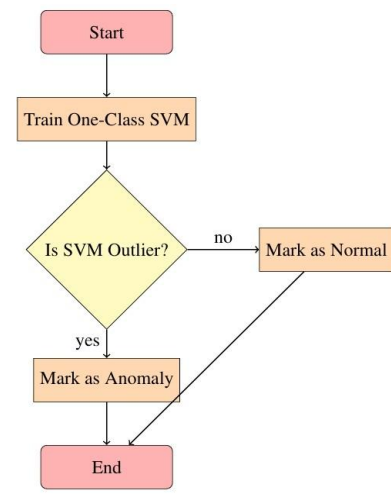 Start
Train One-Class SVM
Is SVM Outlier?
no
Mark as Normal
yes
Mark as Anomaly
End